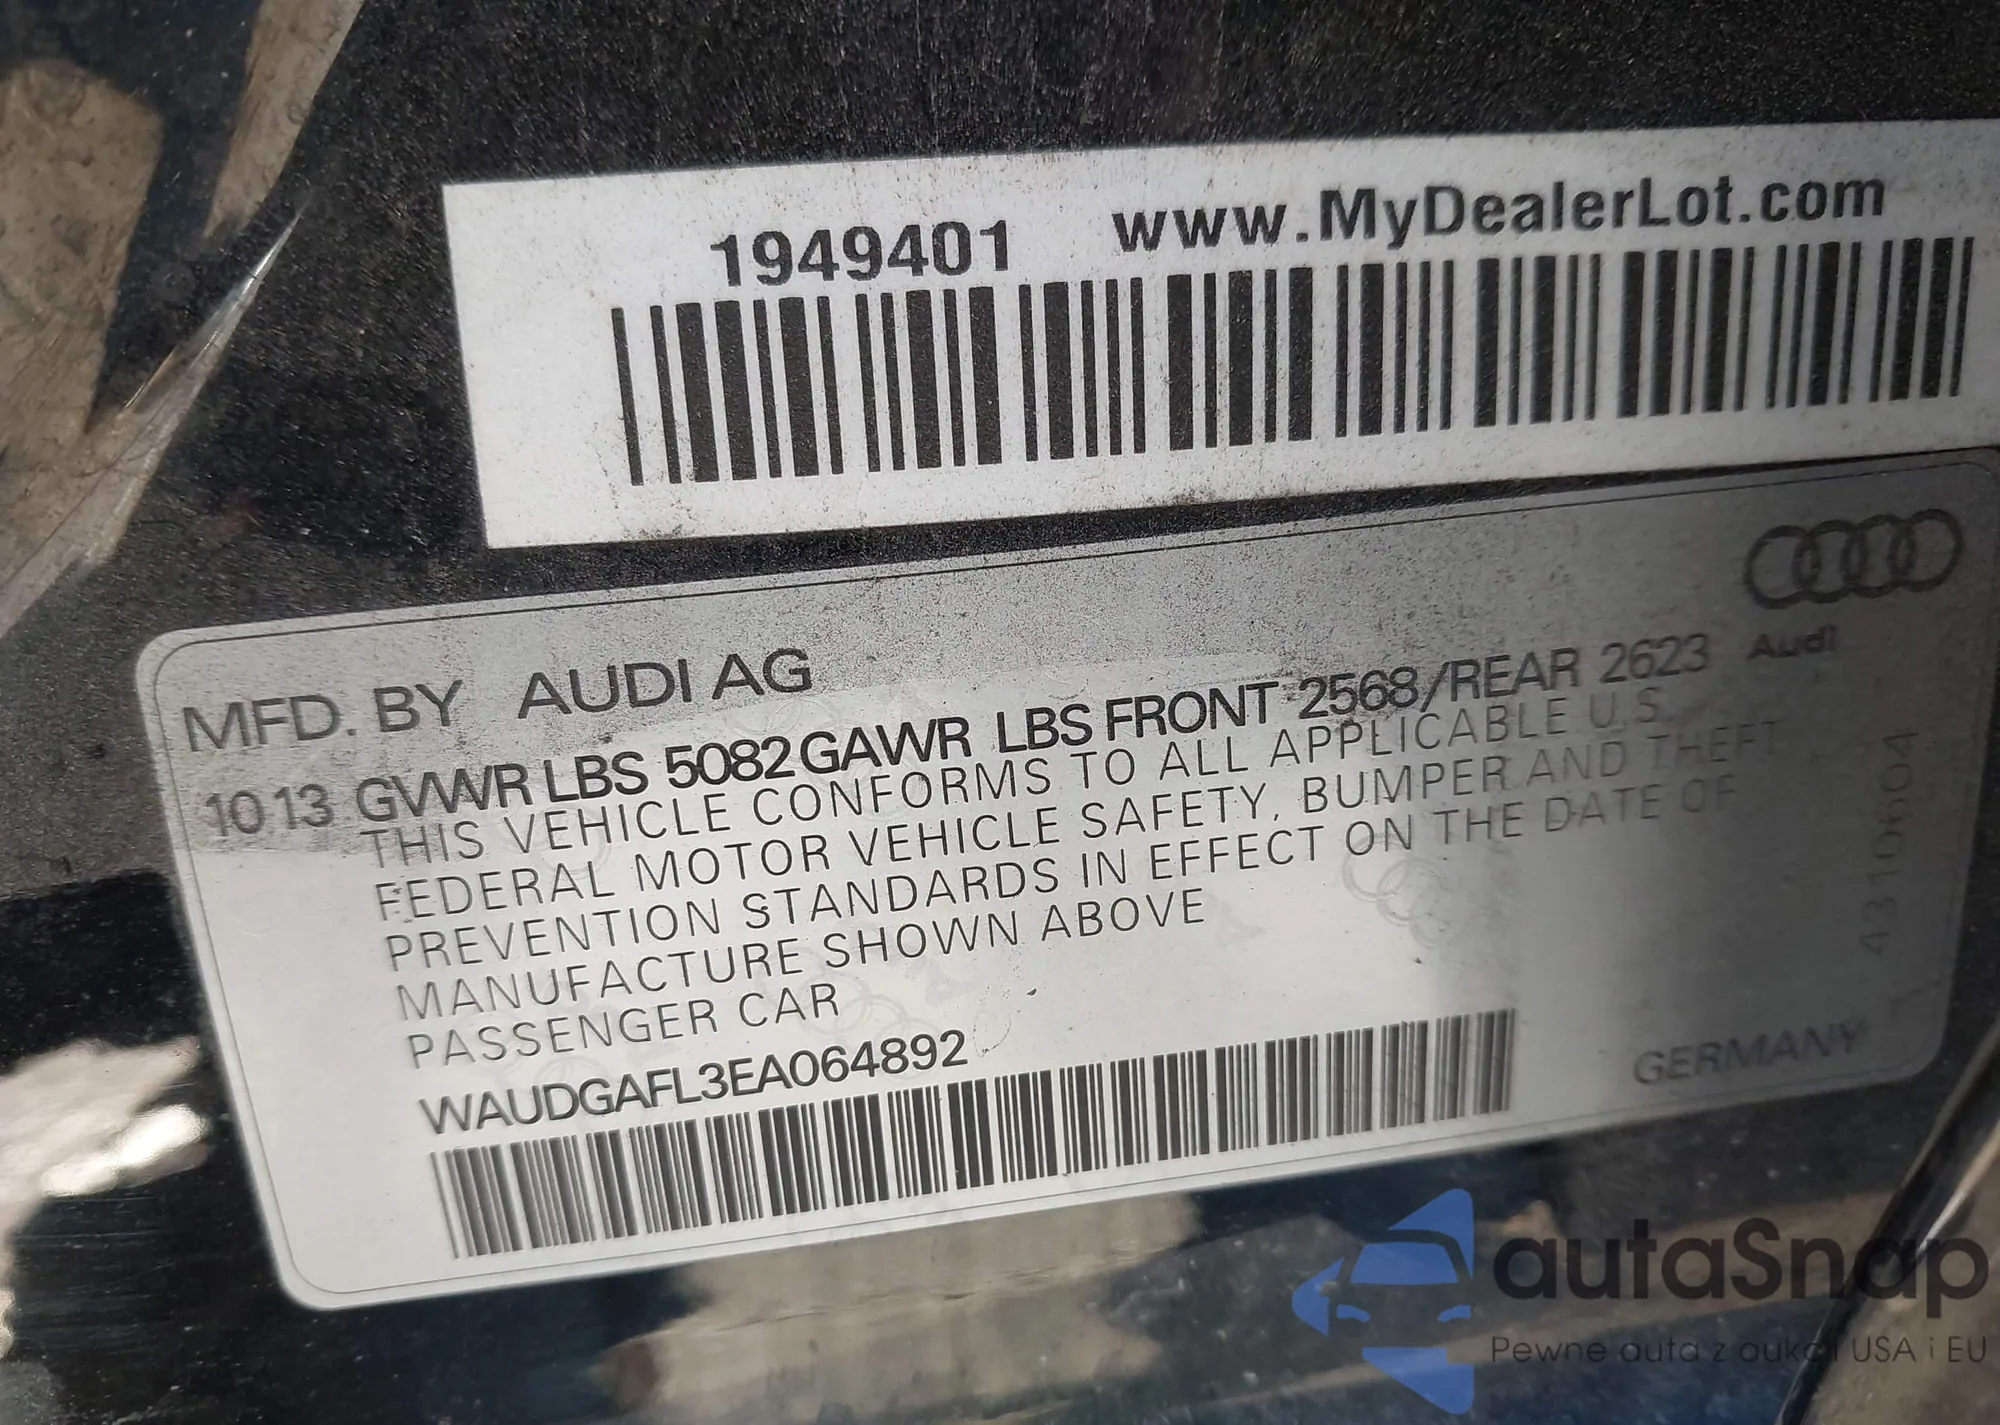 1949401 www.MyDealerLot.com
Audi
MFD. BY AUDI AG
10 13 GVWR LBS 5082 GAWR LBS FRONT 2568/REAR 2623
THIS VEHICLE CONFORMS TO ALL APPLICABLE U.S.
FEDERAL MOTOR VEHICLE SAFETY, BUMPER AND THEFT
PREVENTION STANDARDS IN EFFECT ON THE DATE OF
MANUFACTURE SHOWN ABOVE
PASSENGER CAR
WAUDGAFL3EA064892
GERMANY
4310604
autaSnap
Pewne auta z aukcji USA i EU